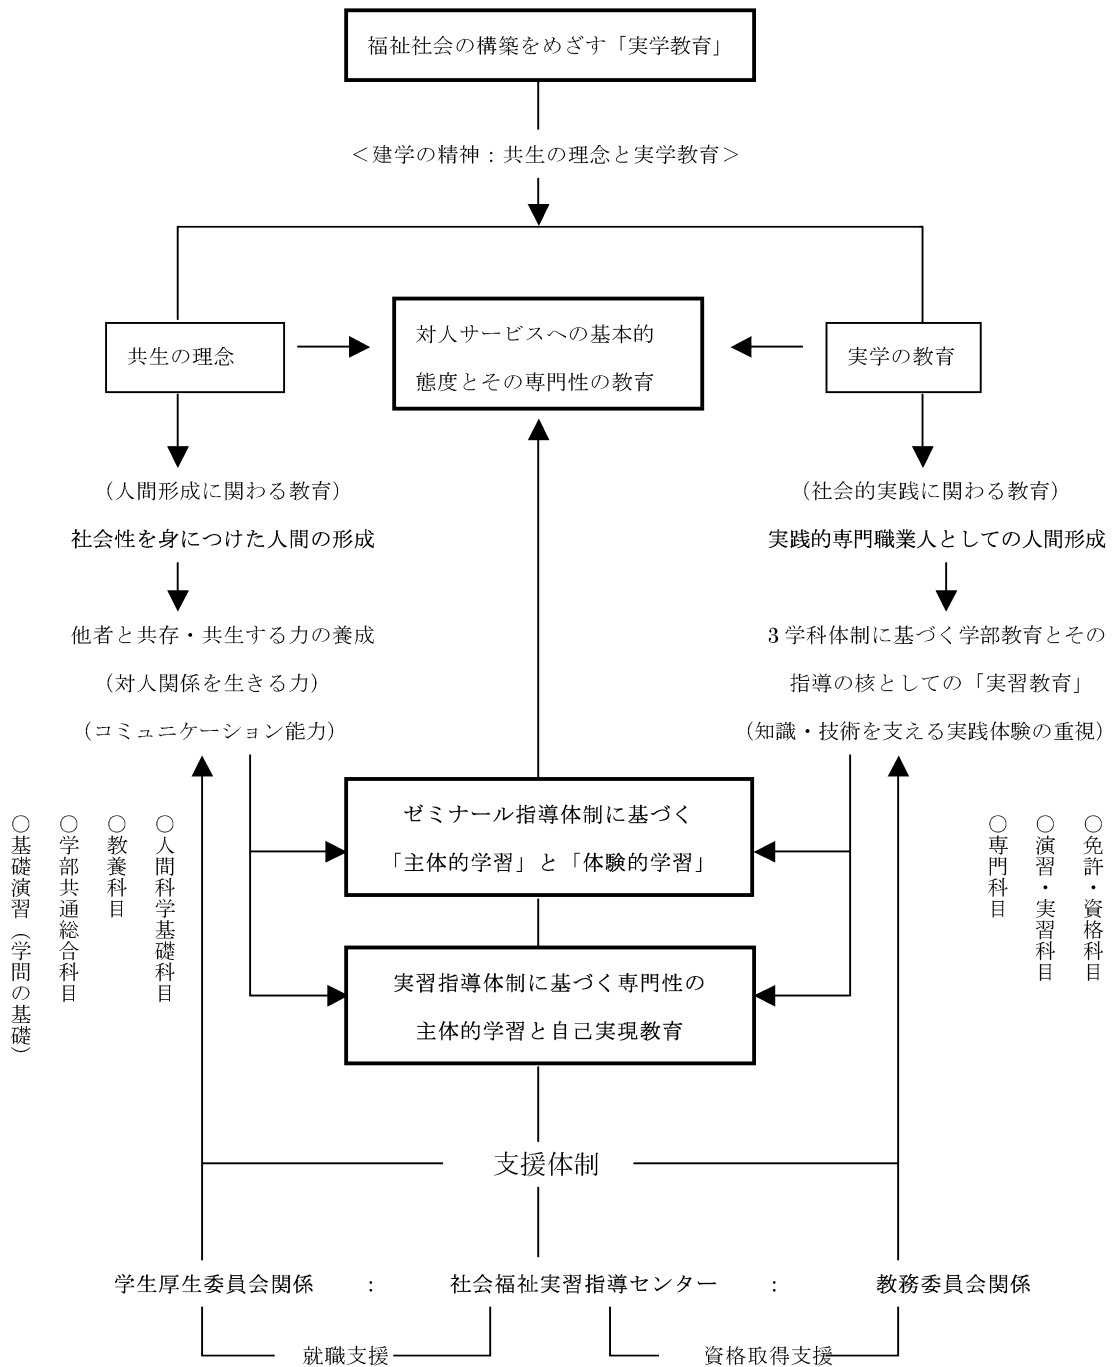 福祉社会の構築をめざす「実学教育」
＜建学の精神：共生の理念と実学教育＞
共生の理念
対人サービスへの基本的
態度とその専門性の教育
実学の教育
（人間形成に関わる教育）
社会性を身につけた人間の形成
他者と共存・共生する力の養成
（対人関係を生きる力）
（コミュニケーション能力）
（社会的実践に関わる教育）
実践的専門職業人としての人間形成
3 学科体制に基づく学部教育とその
指導の核としての「実習教育」
（知識・技術を支える実践体験の重視）
ゼミナール指導体制に基づく
「主体的学習」と「体験的学習」
実習指導体制に基づく専門性の
主体的学習と自己実現教育
○人間科学基礎科目
○教養科目
○学部共通総合科目
○基礎演習（学問の基礎）
○免許・資格科目
○演習・実習科目
○専門科目
支援体制
学生厚生委員会関係　：　社会福祉実習指導センター　：　教務委員会関係
就職支援
資格取得支援